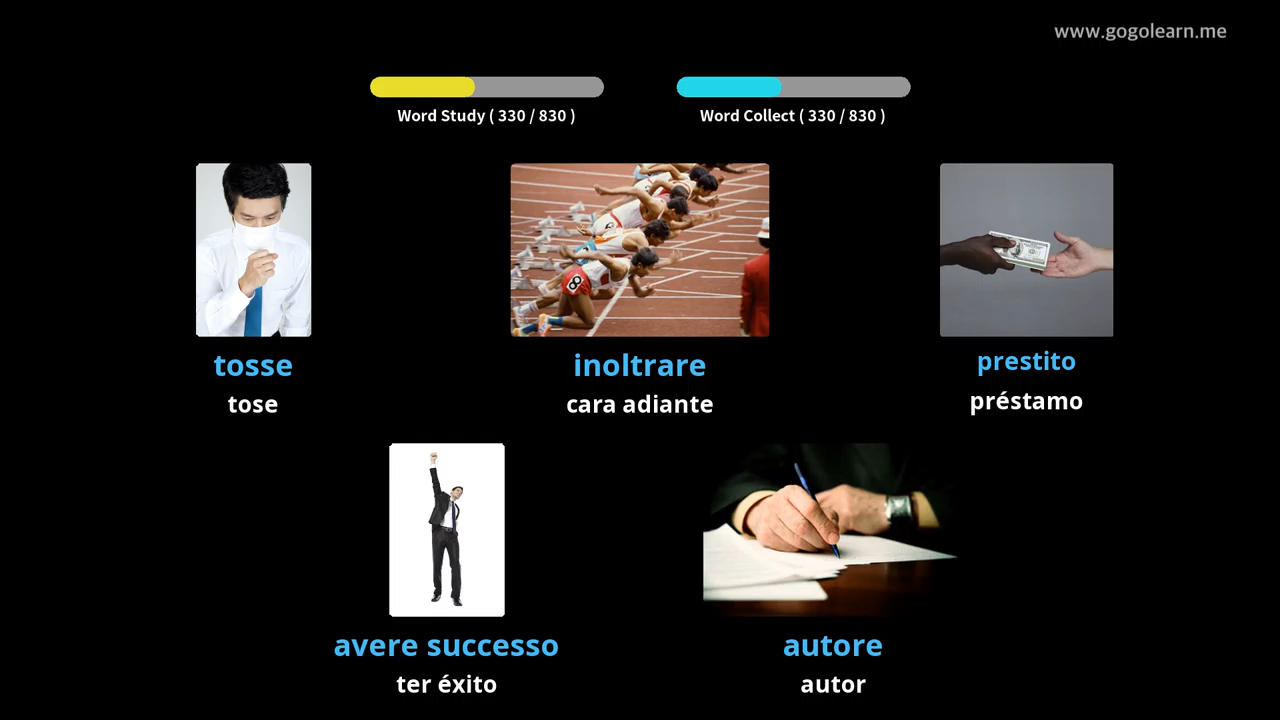 www.gogolearn.me
Word Study ( 330 / 830 )
Word Collect ( 330 / 830 )
tosse
tose
inoltrare
cara adiante
prestito
préstamo
avere successo
ter éxito
autore
autor